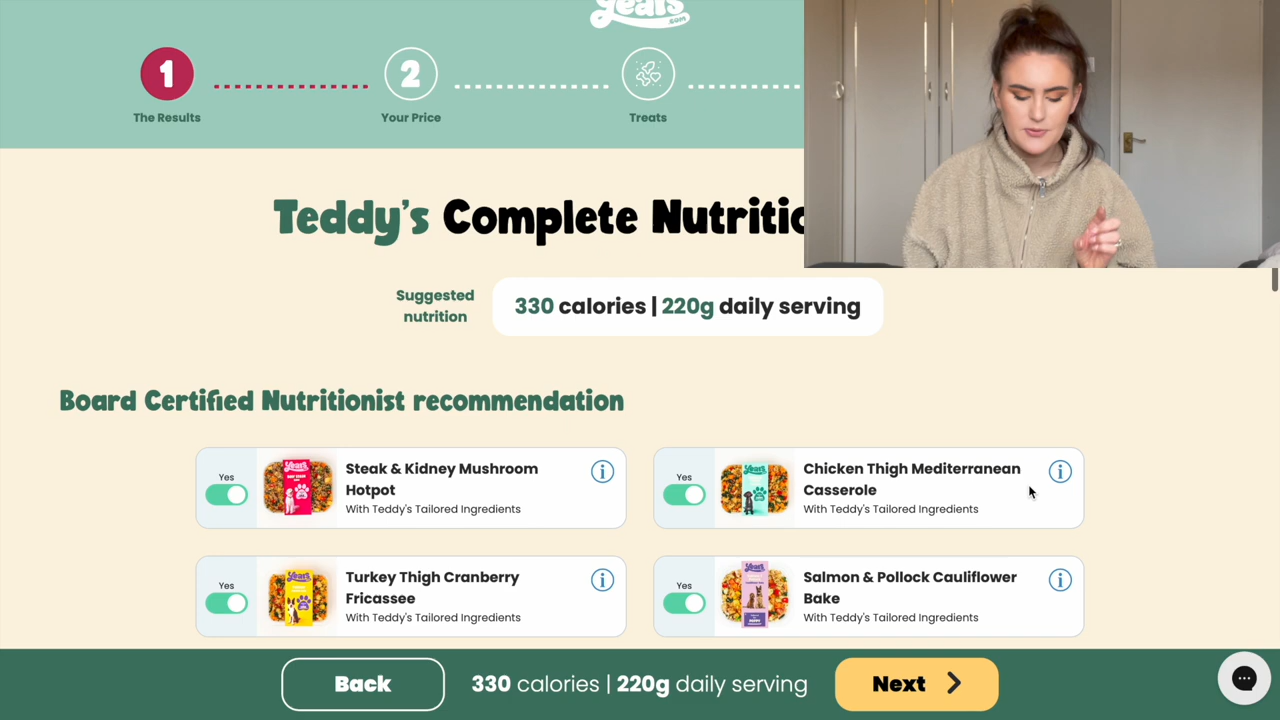 years
.com
1
2
The Results
Your Price
Treats
Teddy's Complete Nutritio
Suggested
nutrition
330 calories | 220g daily serving
Board Certified Nutritionist recommendation
Yes
Steak & Kidney Mushroom
Hotpot
With Teddy's Tailored Ingredients
Yes
Chicken Thigh Mediterranean
Casserole
With Teddy's Tailored Ingredients
Yes
Turkey Thigh Cranberry
Fricassee
With Teddy's Tailored Ingredients
Yes
Salmon & Pollock Cauliflower
Bake
With Teddy's Tailored Ingredients
Back
330 calories | 220g daily serving
Next